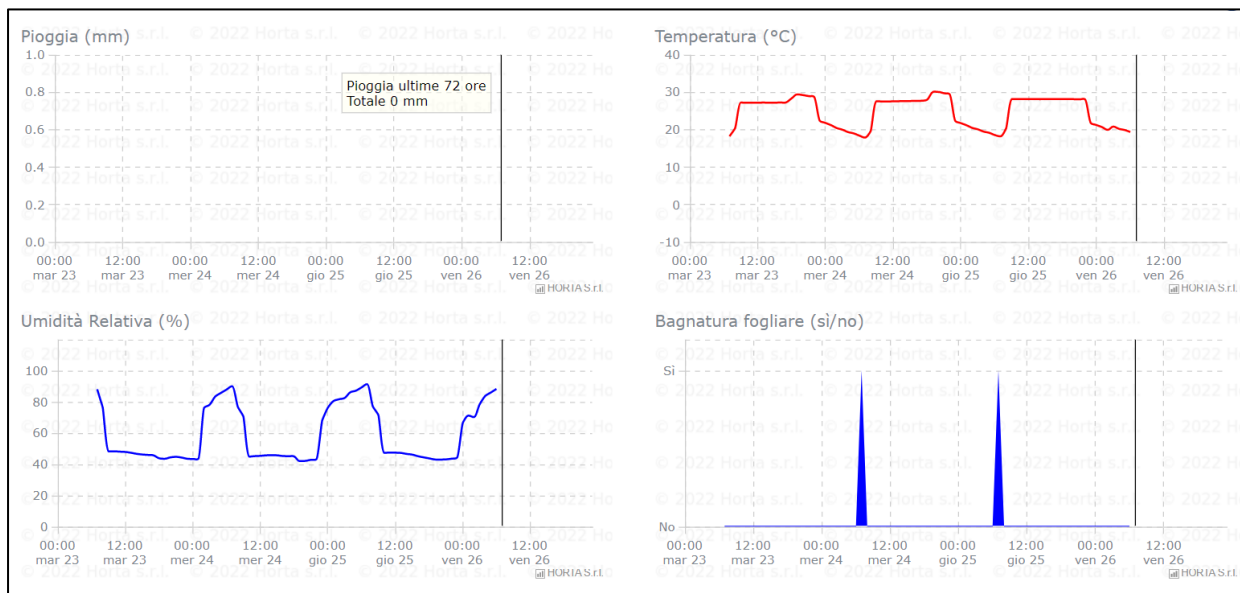 Pioggia (mm)
1.0
0.8
0.6
0.4
0.2
0.0
Pioggia ultime 72 ore
Totale 0 mm
00:00 12:00 00:00 12:00 00:00 12:00 00:00 12:00
mar 23 mar 23 mer 24 mer 24 gio 25 gio 25 ven 26 ven 26
HORTA S.r.l.
Temperatura (°C)
40
30
20
10
0
-10
00:00 12:00 00:00 12:00 00:00 12:00 00:00 12:00
mar 23 mar 23 mer 24 mer 24 gio 25 gio 25 ven 26 ven 26
HORTA S.r.l.
Umidità Relativa (%)
100
80
60
40
20
0
00:00 12:00 00:00 12:00 00:00 12:00 00:00 12:00
mar 23 mar 23 mer 24 mer 24 gio 25 gio 25 ven 26 ven 26
HORTA S.r.l.
Bagnatura fogliare (sì/no)
Sì
No
00:00 12:00 00:00 12:00 00:00 12:00 00:00 12:00
mar 23 mar 23 mer 24 mer 24 gio 25 gio 25 ven 26 ven 26
HORTA S.r.l.
© 2022 Horta s.r.l.